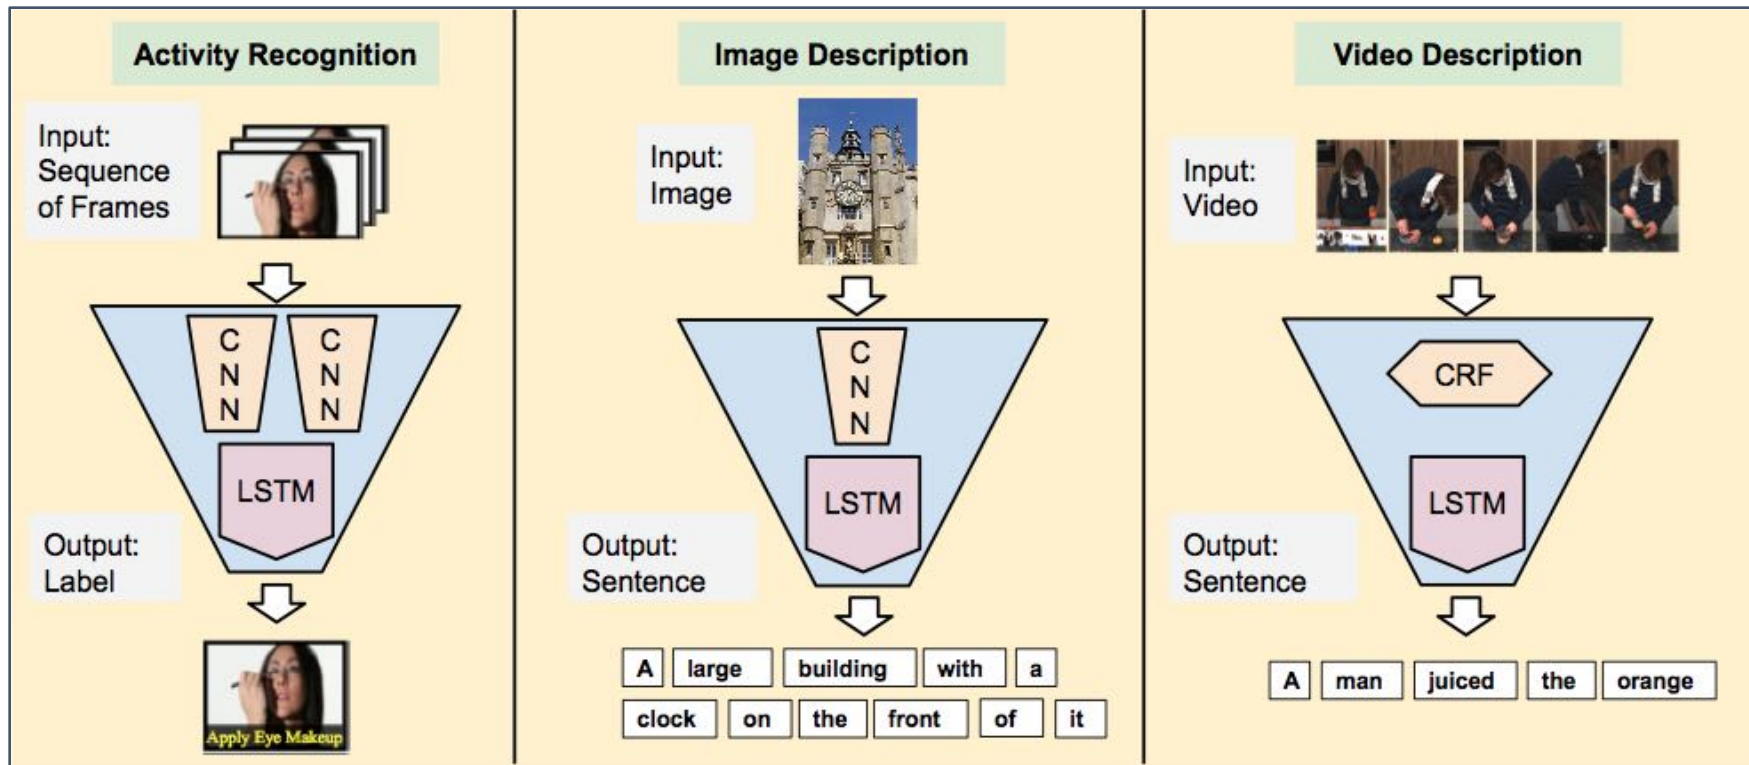 Activity Recognition
Input:
Sequence
of Frames
C
N
N
C
N
N
LSTM
Output:
Label
Apply Eye Makeup
Image Description
Input:
Image
C
N
N
LSTM
Output:
Sentence
A large building with a
clock on the front of it
Video Description
Input:
Video
CRF
LSTM
Output:
Sentence
A man juiced the orange